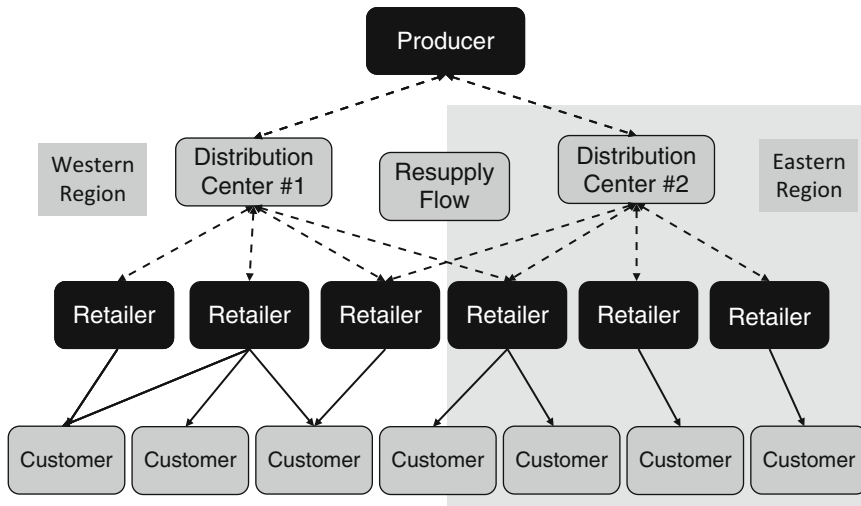 Producer
Western
Region
Distribution
Center #1
Resupply
Flow
Distribution
Center #2
Eastern
Region
Retailer
Retailer
Retailer
Retailer
Retailer
Retailer
Customer
Customer
Customer
Customer
Customer
Customer
Customer